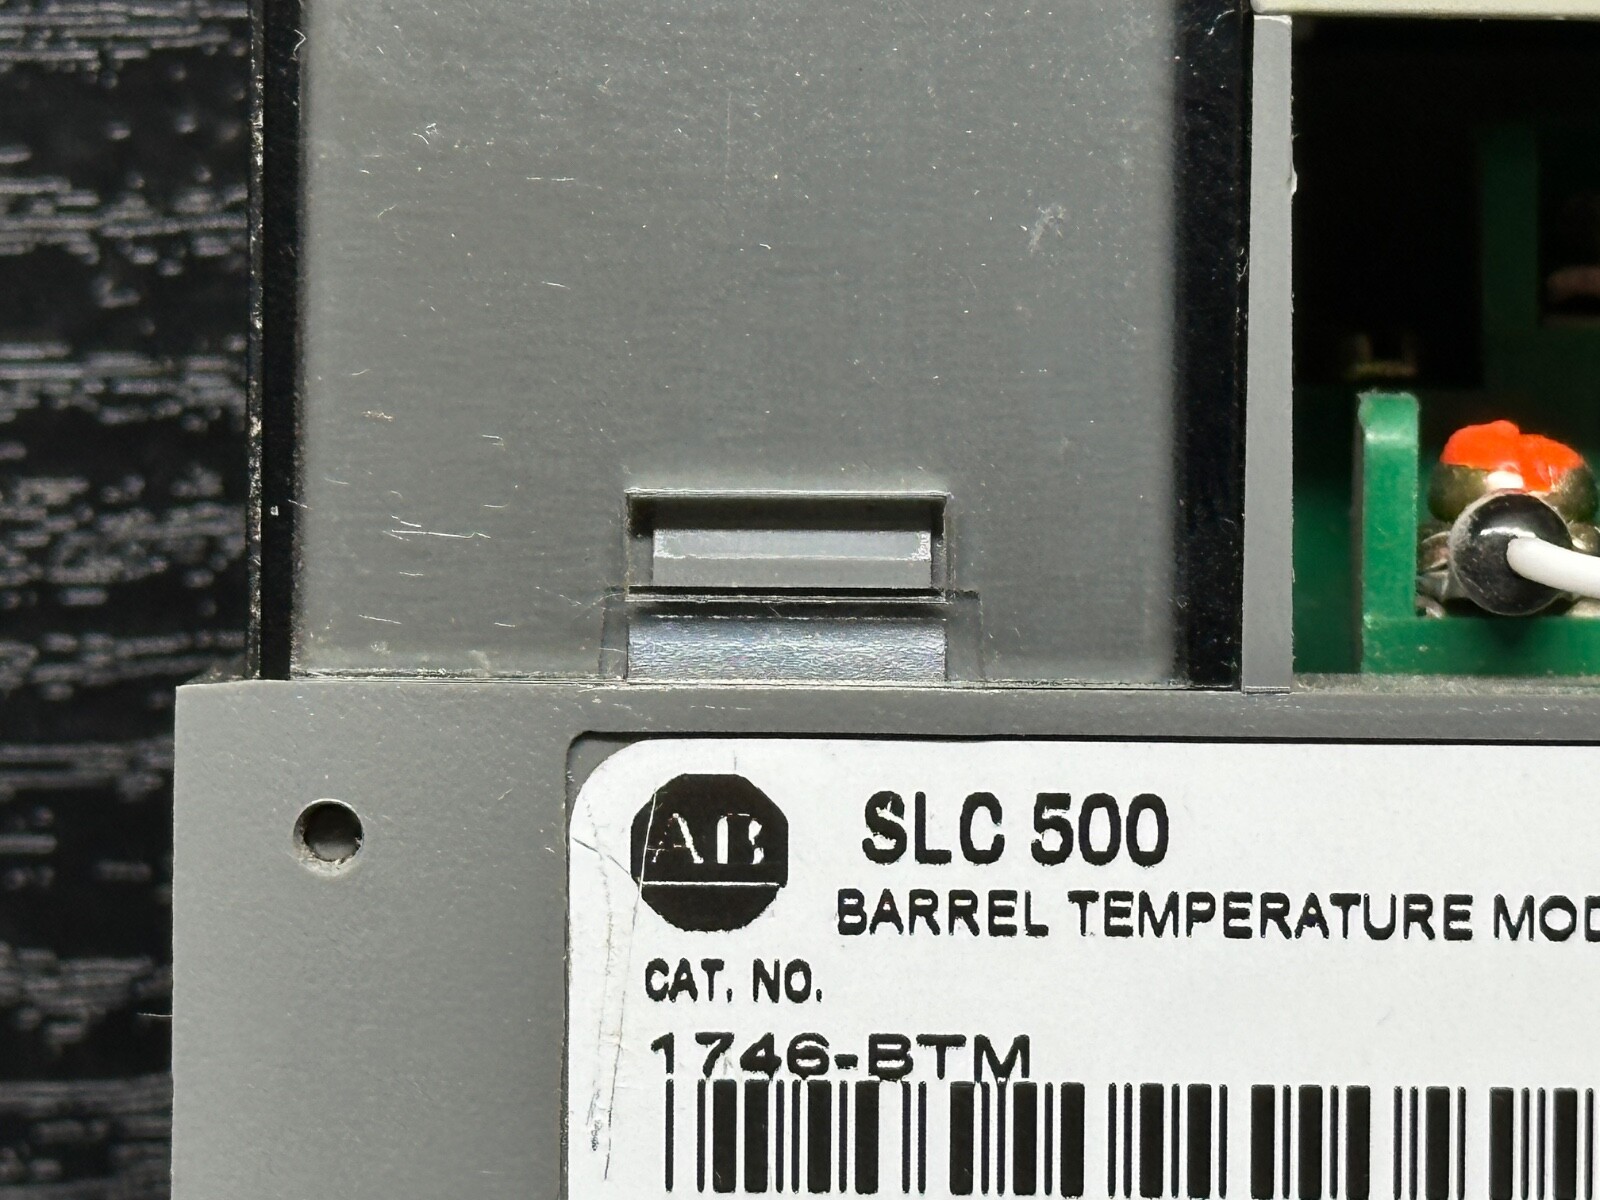 AB
SLC 500
BARREL TEMPERATURE MOD
CAT. NO.
1746-BTM